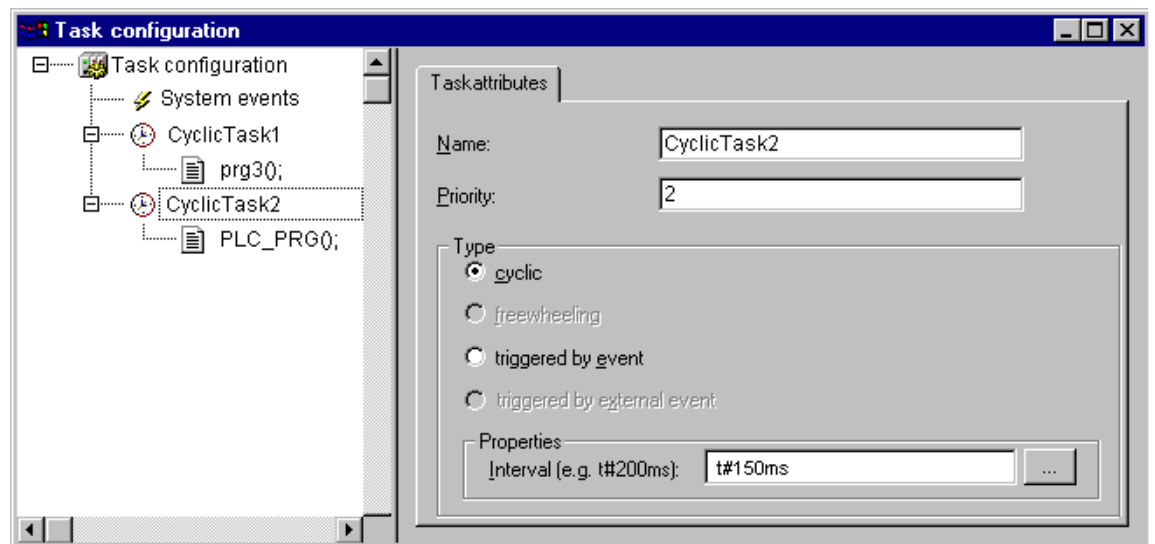 Task configuration
Task configuration
System events
CyclicTask1
prg3();
CyclicTask2
PLC_PRG();
Taskattributes
Name: CyclicTask2
Priority: 2
Type
cyclic
freewheeling
triggered by event
triggered by external event
Properties
Interval (e.g. t#200ms): t#150ms ...